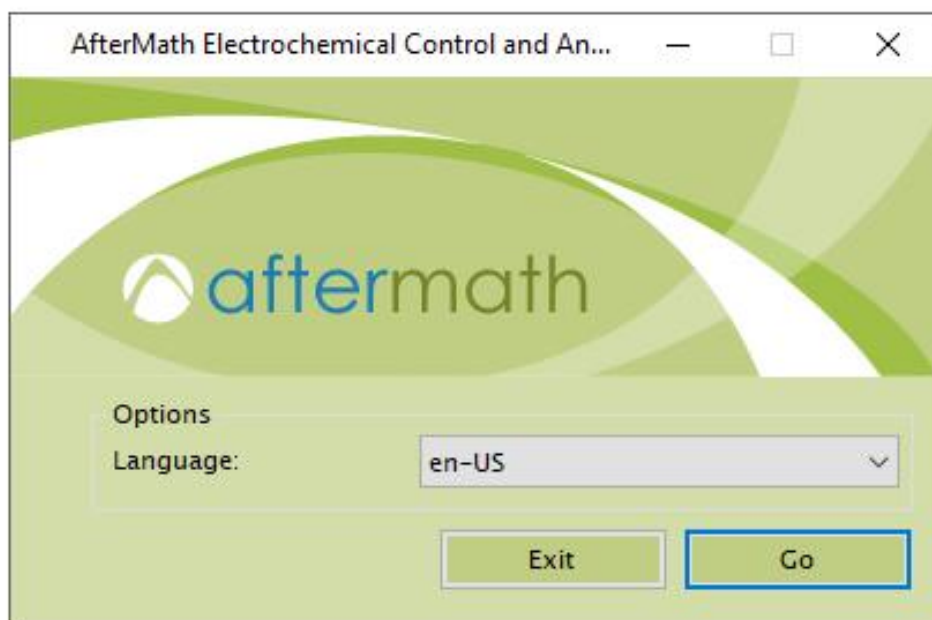 AfterMath Electrochemical Control and An...
aftermath
Options
Language:
en-US
Exit
Go